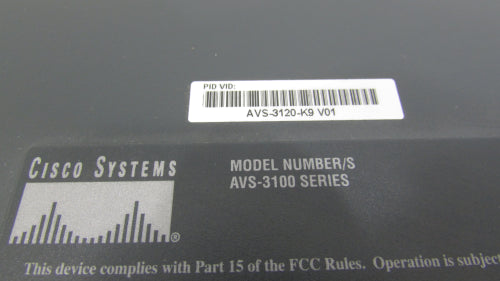 PID VID:
AVS-3120-K9 V01
CISCO SYSTEMS
MODEL NUMBER/S
AVS-3100 SERIES
®
This device complies with Part 15 of the FCC Rules. Operation is subject